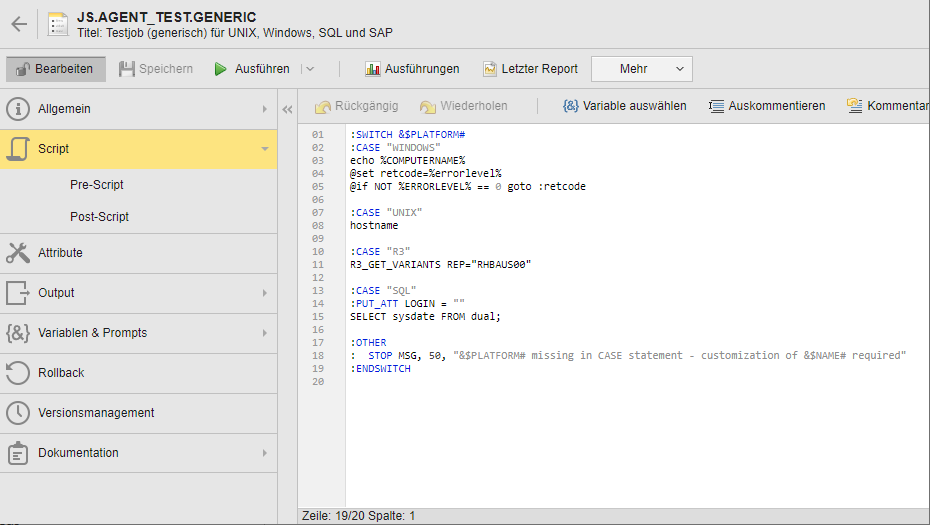 JS.AGENT_TEST.GENERIC
Titel: Testjob (generisch) für UNIX, Windows, SQL und SAP
Bearbeiten Speichern Ausführen Ausführungen Letzter Report Mehr
Allgemein
Script
Pre-Script
Post-Script
Attribute
Output
Variablen & Prompts
Rollback
Versionsmanagement
Dokumentation
Rückgängig Wiederholen {&} Variable auswählen Auskommentieren Kommentar
01 :SWITCH &$PLATFORM#
02 :CASE "WINDOWS"
03 echo %COMPUTERNAME%
04 @set retcode=%errorlevel%
05 @if NOT %ERRORLEVEL% == 0 goto :retcode
06
07 :CASE "UNIX"
08 hostname
09
10 :CASE "R3"
11 R3_GET_VARIANTS REP="RHBAUS00"
12
13 :CASE "SQL"
14 :PUT_ATT LOGIN = ""
15 SELECT sysdate FROM dual;
16
17 :OTHER
18 :  STOP MSG, 50, "&$PLATFORM# missing in CASE statement - customization of &$NAME# required"
19 :ENDSWITCH
20
Zeile: 19/20 Spalte: 1